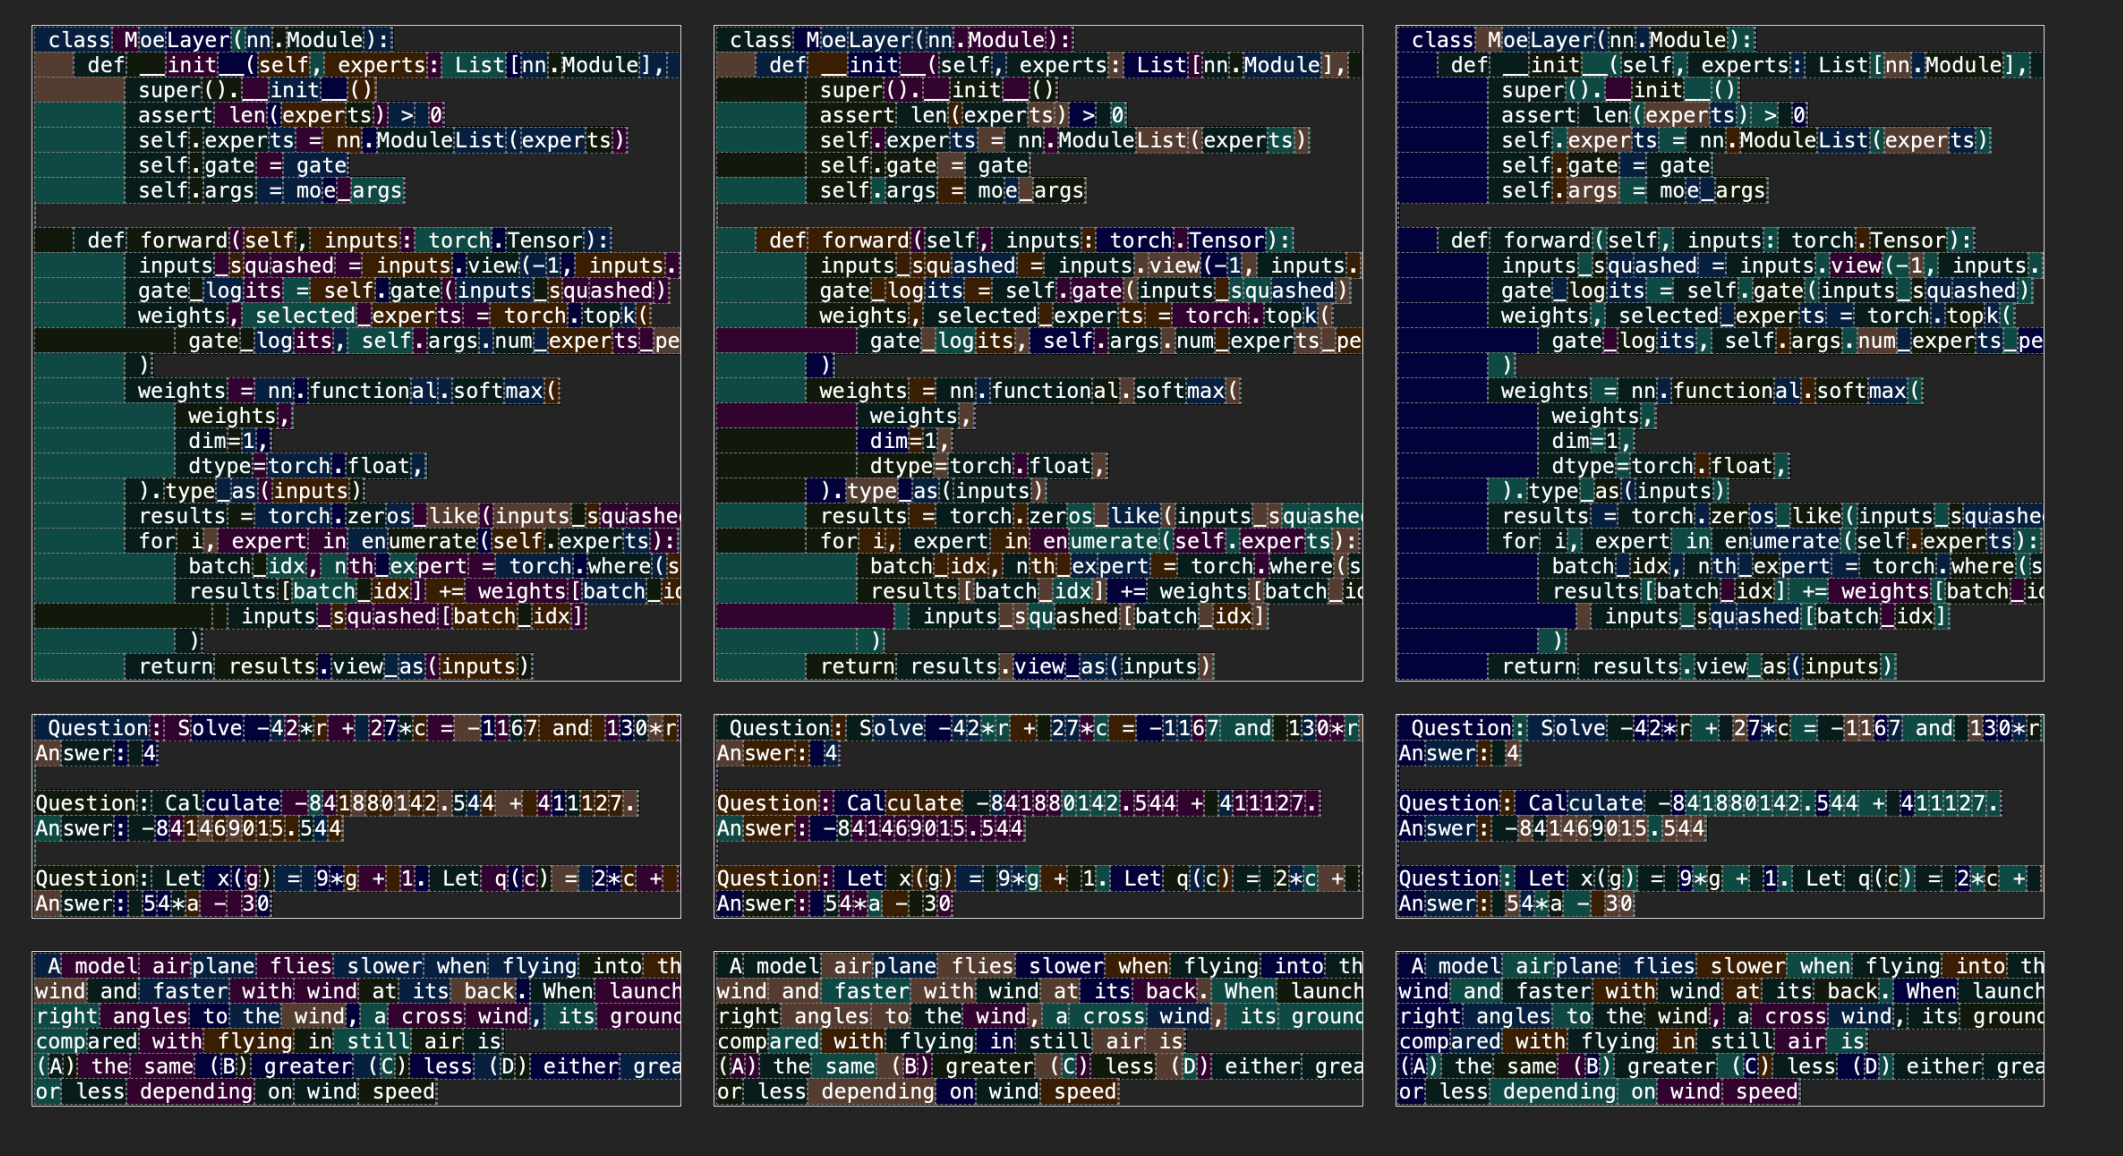 class MoeLayer(nn.Module):
def __init__(self, experts: List[nn.Module],
super().__init__()
assert len(experts) > 0
self.experts = nn.ModuleList(experts)
self.gate = gate
self.args = moe_args
def forward(self, inputs: torch.Tensor):
inputs_squashed = inputs.view(-1, inputs.
gate_logits = self.gate(inputs_squashed)
weights, selected_experts = torch.topk(
gate_logits, self.args.num_experts_pe
)
weights = nn.functional.softmax(
weights,
dim=1,
dtype=torch.float,
).type_as(inputs)
results = torch.zeros_like(inputs_squashe
for i, expert in enumerate(self.experts):
batch_idx, nth_expert = torch.where(s
results[batch_idx] += weights[batch_id
inputs_squashed[batch_idx]
)
return results.view_as(inputs)
class MoeLayer(nn.Module):
def __init__(self, experts: List[nn.Module],
super().__init__()
assert len(experts) > 0
self.experts = nn.ModuleList(experts)
self.gate = gate
self.args = moe_args
def forward(self, inputs: torch.Tensor):
inputs_squashed = inputs.view(-1, inputs.
gate_logits = self.gate(inputs_squashed)
weights, selected_experts = torch.topk(
gate_logits, self.args.num_experts_pe
)
weights = nn.functional.softmax(
weights,
dim=1,
dtype=torch.float,
).type_as(inputs)
results = torch.zeros_like(inputs_squashe
for i, expert in enumerate(self.experts):
batch_idx, nth_expert = torch.where(s
results[batch_idx] += weights[batch_id
inputs_squashed[batch_idx]
)
return results.view_as(inputs)
class MoeLayer(nn.Module):
def __init__(self, experts: List[nn.Module],
super().__init__()
assert len(experts) > 0
self.experts = nn.ModuleList(experts)
self.gate = gate
self.args = moe_args
def forward(self, inputs: torch.Tensor):
inputs_squashed = inputs.view(-1, inputs.
gate_logits = self.gate(inputs_squashed)
weights, selected_experts = torch.topk(
gate_logits, self.args.num_experts_pe
)
weights = nn.functional.softmax(
weights,
dim=1,
dtype=torch.float,
).type_as(inputs)
results = torch.zeros_like(inputs_squashe
for i, expert in enumerate(self.experts):
batch_idx, nth_expert = torch.where(s
results[batch_idx] += weights[batch_id
inputs_squashed[batch_idx]
)
return results.view_as(inputs)
Question: Solve -42*r + 27*c = -1167 and 130*r
Answer: 4
Question: Calculate -841880142.544 + 411127.
Answer: -841469015.544
Question: Let x(g) = 9*g + 1. Let q(c) = 2*c +
Answer: 54*a - 30
Question: Solve -42*r + 27*c = -1167 and 130*r
Answer: 4
Question: Calculate -841880142.544 + 411127.
Answer: -841469015.544
Question: Let x(g) = 9*g + 1. Let q(c) = 2*c +
Answer: 54*a - 30
Question: Solve -42*r + 27*c = -1167 and 130*r
Answer: 4
Question: Calculate -841880142.544 + 411127.
Answer: -841469015.544
Question: Let x(g) = 9*g + 1. Let q(c) = 2*c +
Answer: 54*a - 30
A model airplane flies slower when flying into th
wind and faster with wind at its back. When launch
right angles to the wind, a cross wind, its ground
compared with flying in still air is
(A) the same (B) greater (C) less (D) either grea
or less depending on wind speed
A model airplane flies slower when flying into th
wind and faster with wind at its back. When launch
right angles to the wind, a cross wind, its ground
compared with flying in still air is
(A) the same (B) greater (C) less (D) either grea
or less depending on wind speed
A model airplane flies slower when flying into th
wind and faster with wind at its back. When launch
right angles to the wind, a cross wind, its ground
compared with flying in still air is
(A) the same (B) greater (C) less (D) either grea
or less depending on wind speed